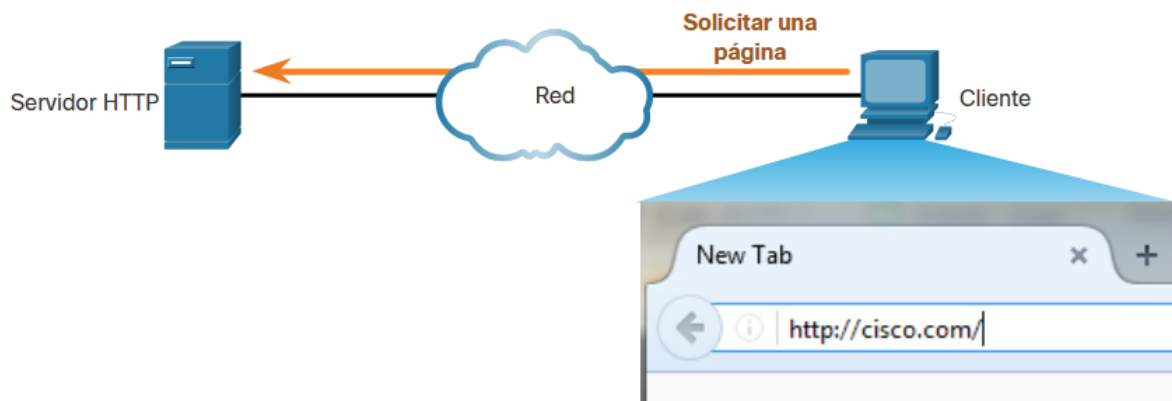 Solicitar una
página
Servidor HTTP
Red
Cliente
New Tab
http://cisco.com/